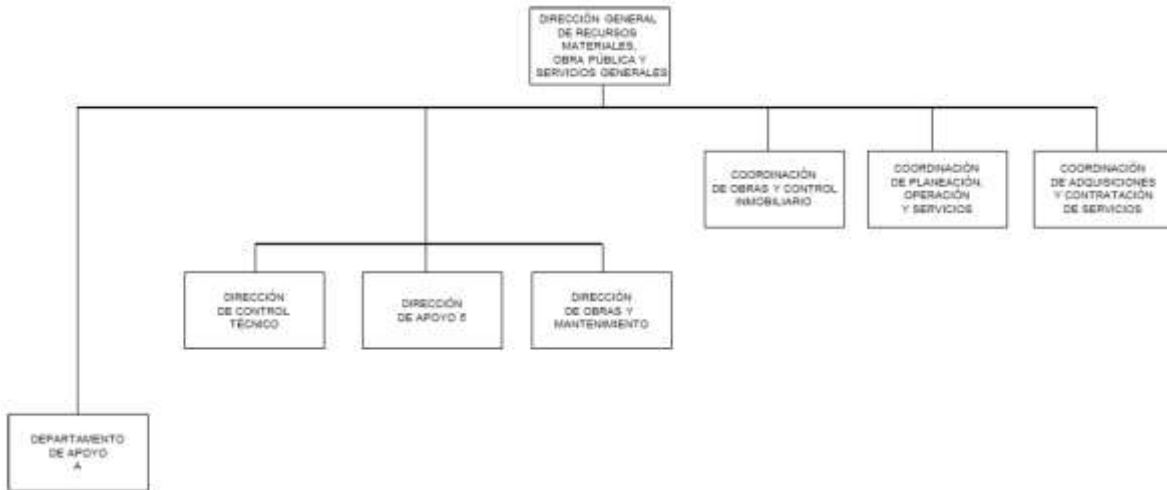 DIRECCIÓN GENERAL
DE RECURSOS
MATERIALES,
OBRA PÚBLICA Y
SERVICIOS GENERALES
COORDINACIÓN
DE OBRAS Y CONTROL
INMOBILIARIO
COORDINACIÓN
DE PLANEACIÓN,
OPERACIÓN
Y SERVICIOS
COORDINACIÓN
DE ADQUISICIONES
Y CONTRATACIÓN
DE SERVICIOS
DIRECCIÓN
DE CONTROL
TÉCNICO
DIRECCIÓN
DE APOYO
DIRECCIÓN
DE OBRAS Y
MANTENIMIENTO
DEPARTAMENTO
DE APOYO
A